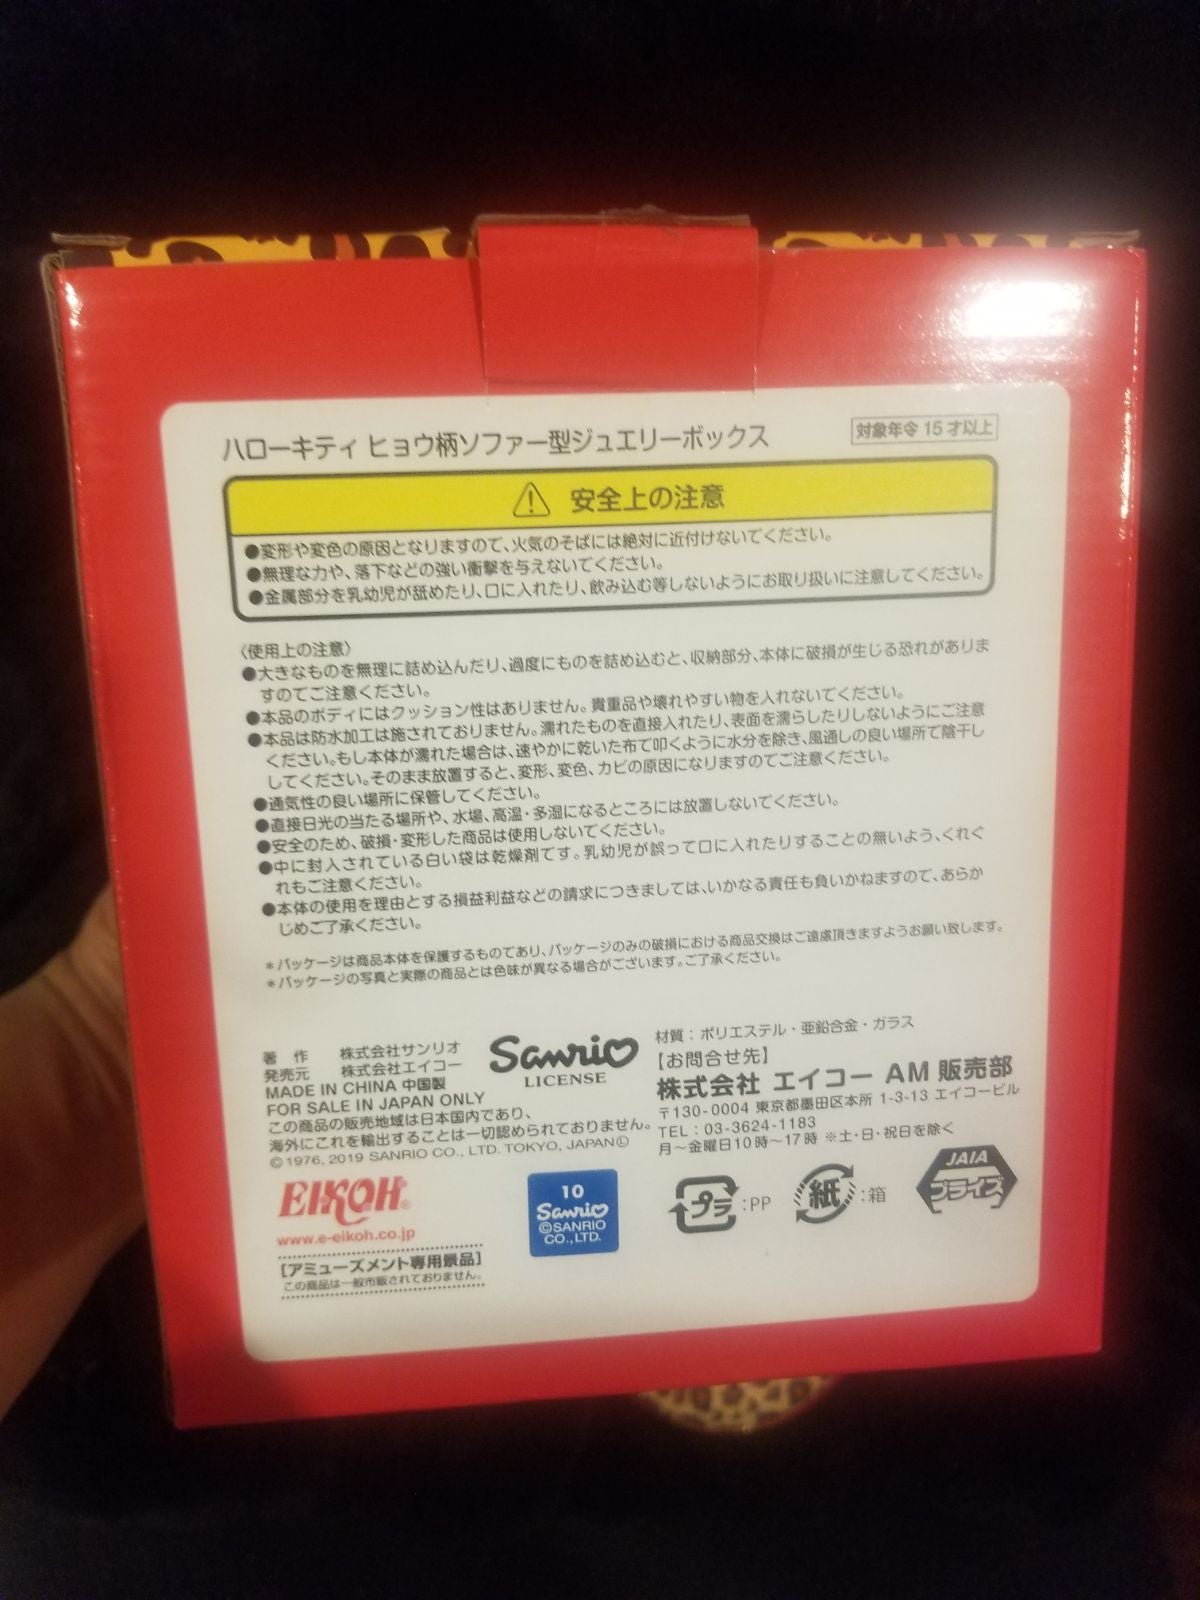 ハローキティ ヒョウ柄ソファー型ジュエリーボックス
対象年令15才以上
安全上の注意
●変形や変色の原因となりますので、火気のそばには絶対に近付けないでください。
●無理な力や、落下などの強い衝撃を与えないでください。
●金属部分を乳幼児が舐めたり、口に入れたり、飲み込む等しないようにお取り扱いに注意してください。
〈使用上の注意〉
●大きなものを無理に詰め込んだり、過度にものを詰め込むと、収納部分、本体に破損が生じる恐れがありま
すのでご注意ください。
●本品のボディにはクッション性はありません。貴重品や壊れやすい物を入れないでください。
●本品は防水加工は施されておりません。濡れたものを直接入れたり、表面を濡らしたりしないようにご注意
ください。もし本体が濡れた場合は、速やかに乾いた布で叩くように水分を除き、風通しの良い場所で陰干し
してください。そのまま放置すると、変形、変色、カビの原因になりますのでご注意ください。
●通気性の良い場所に保管してください。
●直接日光の当たる場所や、水場、高温・多湿になるところには放置しないでください。
●安全のため、破損・変形した商品は使用しないでください。
●中に封入されている白い袋は乾燥剤です。乳幼児が誤って口に入れたりすることの無いよう、くれぐ
れもご注意ください。
●本体の使用を理由とする損益利益などの請求につきましては、いかなる責任も負いかねますので、あらか
じめご了承ください。
＊パッケージは商品本体を保護するものであり、パッケージのみの破損における商品交換はご遠慮頂きますようお願い致します。
＊パッケージの写真と実際の商品とは色味が異なる場合がございます。ご了承ください。
著 作 株式会社サンリオ
発売元 株式会社エイコー
MADE IN CHINA 中国製
FOR SALE IN JAPAN ONLY
この商品の販売地域は日本国内であり、
海外にこれを輸出することは一切認められておりません。
©1976, 2019 SANRIO CO., LTD. TOKYO, JAPAN Ⓛ
Sanrio
LICENSE
材質：ポリエステル・亜鉛合金・ガラス
【お問合せ先】
株式会社 エイコー AM 販売部
〒130-0004 東京都墨田区本所 1-3-13 エイコービル
TEL：03-3624-1183
月～金曜日10時～17時 ※土・日・祝日を除く
EIKOH®
www.e-eikoh.co.jp
[アミューズメント専用景品]
この商品は一般市販されておりません。
10
Sanrio
©SANRIO
CO.,LTD.
プラ:PP
紙:箱
JAIA
プライズ